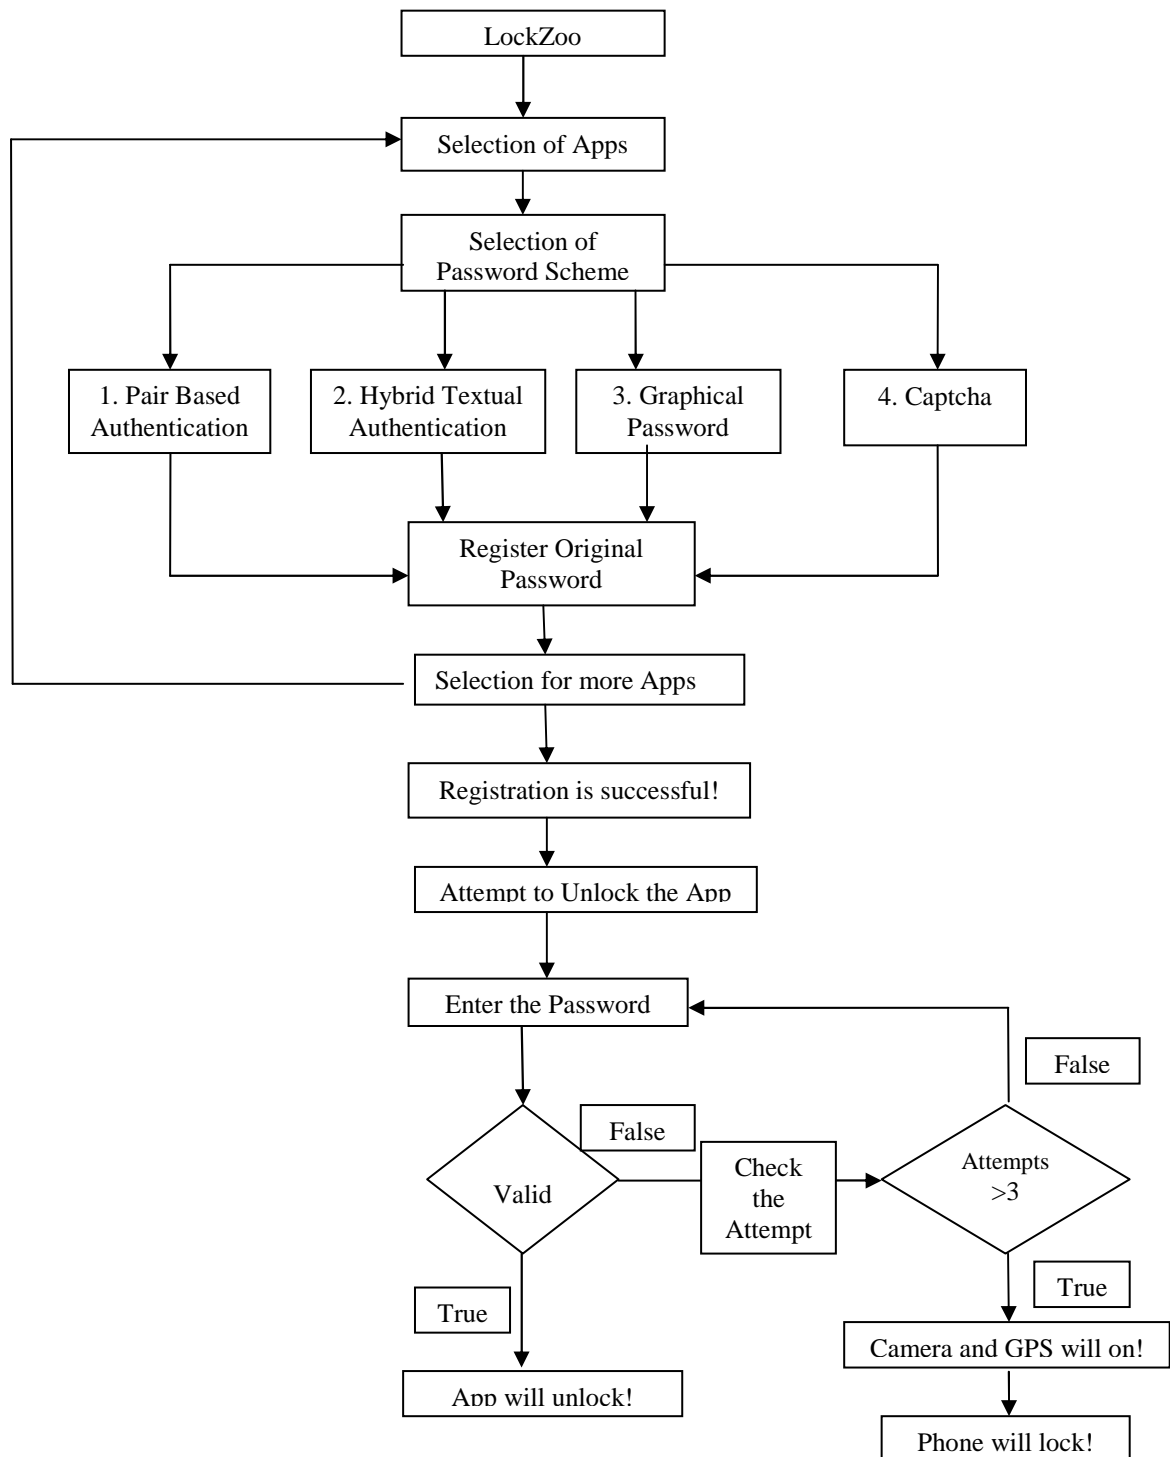 LockZoo
Selection of Apps
Selection of
Password Scheme
1. Pair Based
Authentication
2. Hybrid Textual
Authentication
3. Graphical
Password
4. Captcha
Register Original
Password
Selection for more Apps
Registration is successful!
Attempt to Unlock the App
Enter the Password
False
False
Valid
Check
the
Attempt
Attempts
>3
True
True
Camera and GPS will on!
App will unlock!
Phone will lock!